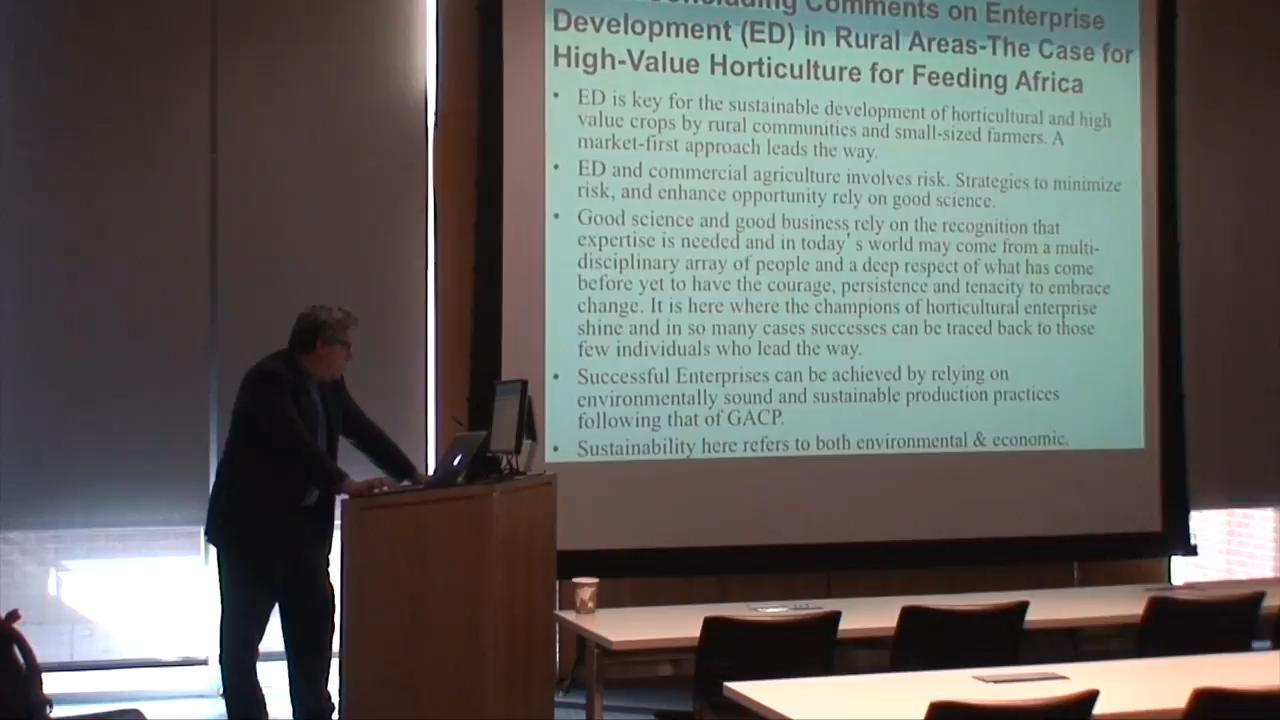 Comments on Enterprise
Development (ED) in Rural Areas-The Case for
High-Value Horticulture for Feeding Africa
• ED is key for the sustainable development of horticultural and high
value crops by rural communities and small-sized farmers. A
market-first approach leads the way.
• ED and commercial agriculture involves risk. Strategies to minimize
risk, and enhance opportunity rely on good science.
• Good science and good business rely on the recognition that
expertise is needed and in today’s world may come from a multi-
disciplinary array of people and a deep respect of what has come
before yet to have the courage, persistence and tenacity to embrace
change. It is here where the champions of horticultural enterprise
shine and in so many cases successes can be traced back to those
few individuals who lead the way.
• Successful Enterprises can be achieved by relying on
environmentally sound and sustainable production practices
following that of GACP.
• Sustainability here refers to both environmental & economic.